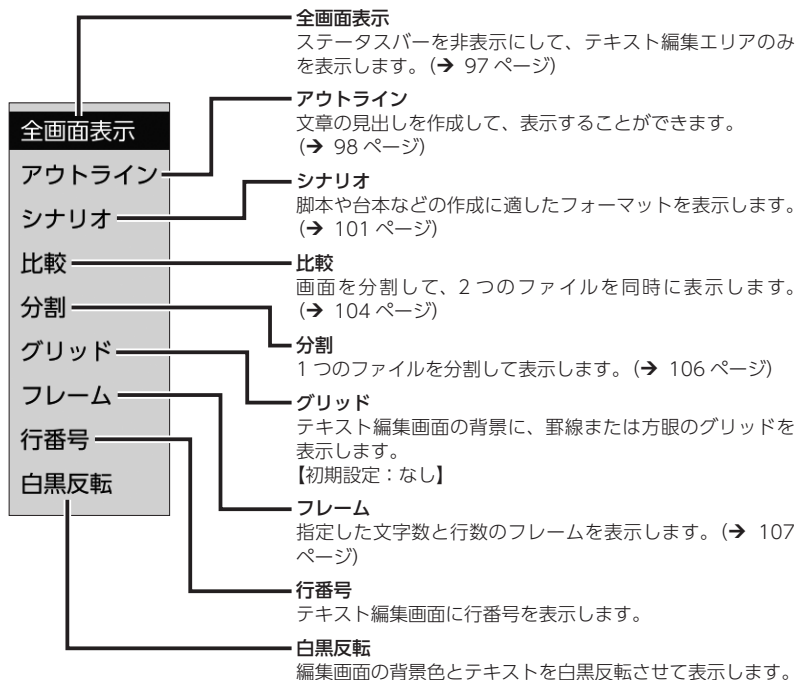 全画面表示
アウトライン
シナリオ
比較
分割
グリッド
フレーム
行番号
白黒反転
全画面表示
ステータスバーを非表示にして、テキスト編集エリアのみ
を表示します。(➔ 97 ページ)
アウトライン
文章の見出しを作成して、表示することができます。
(➔ 98 ページ)
シナリオ
脚本や台本などの作成に適したフォーマットを表示します。
(➔ 101 ページ)
比較
画面を分割して、2 つのファイルを同時に表示します。
(➔ 104 ページ)
分割
1 つのファイルを分割して表示します。(➔ 106 ページ)
グリッド
テキスト編集画面の背景に、罫線または方眼のグリッドを
表示します。
【初期設定：なし】
フレーム
指定した文字数と行数のフレームを表示します。(➔ 107
ページ)
行番号
テキスト編集画面に行番号を表示します。
白黒反転
編集画面の背景色とテキストを白黒反転させて表示します。